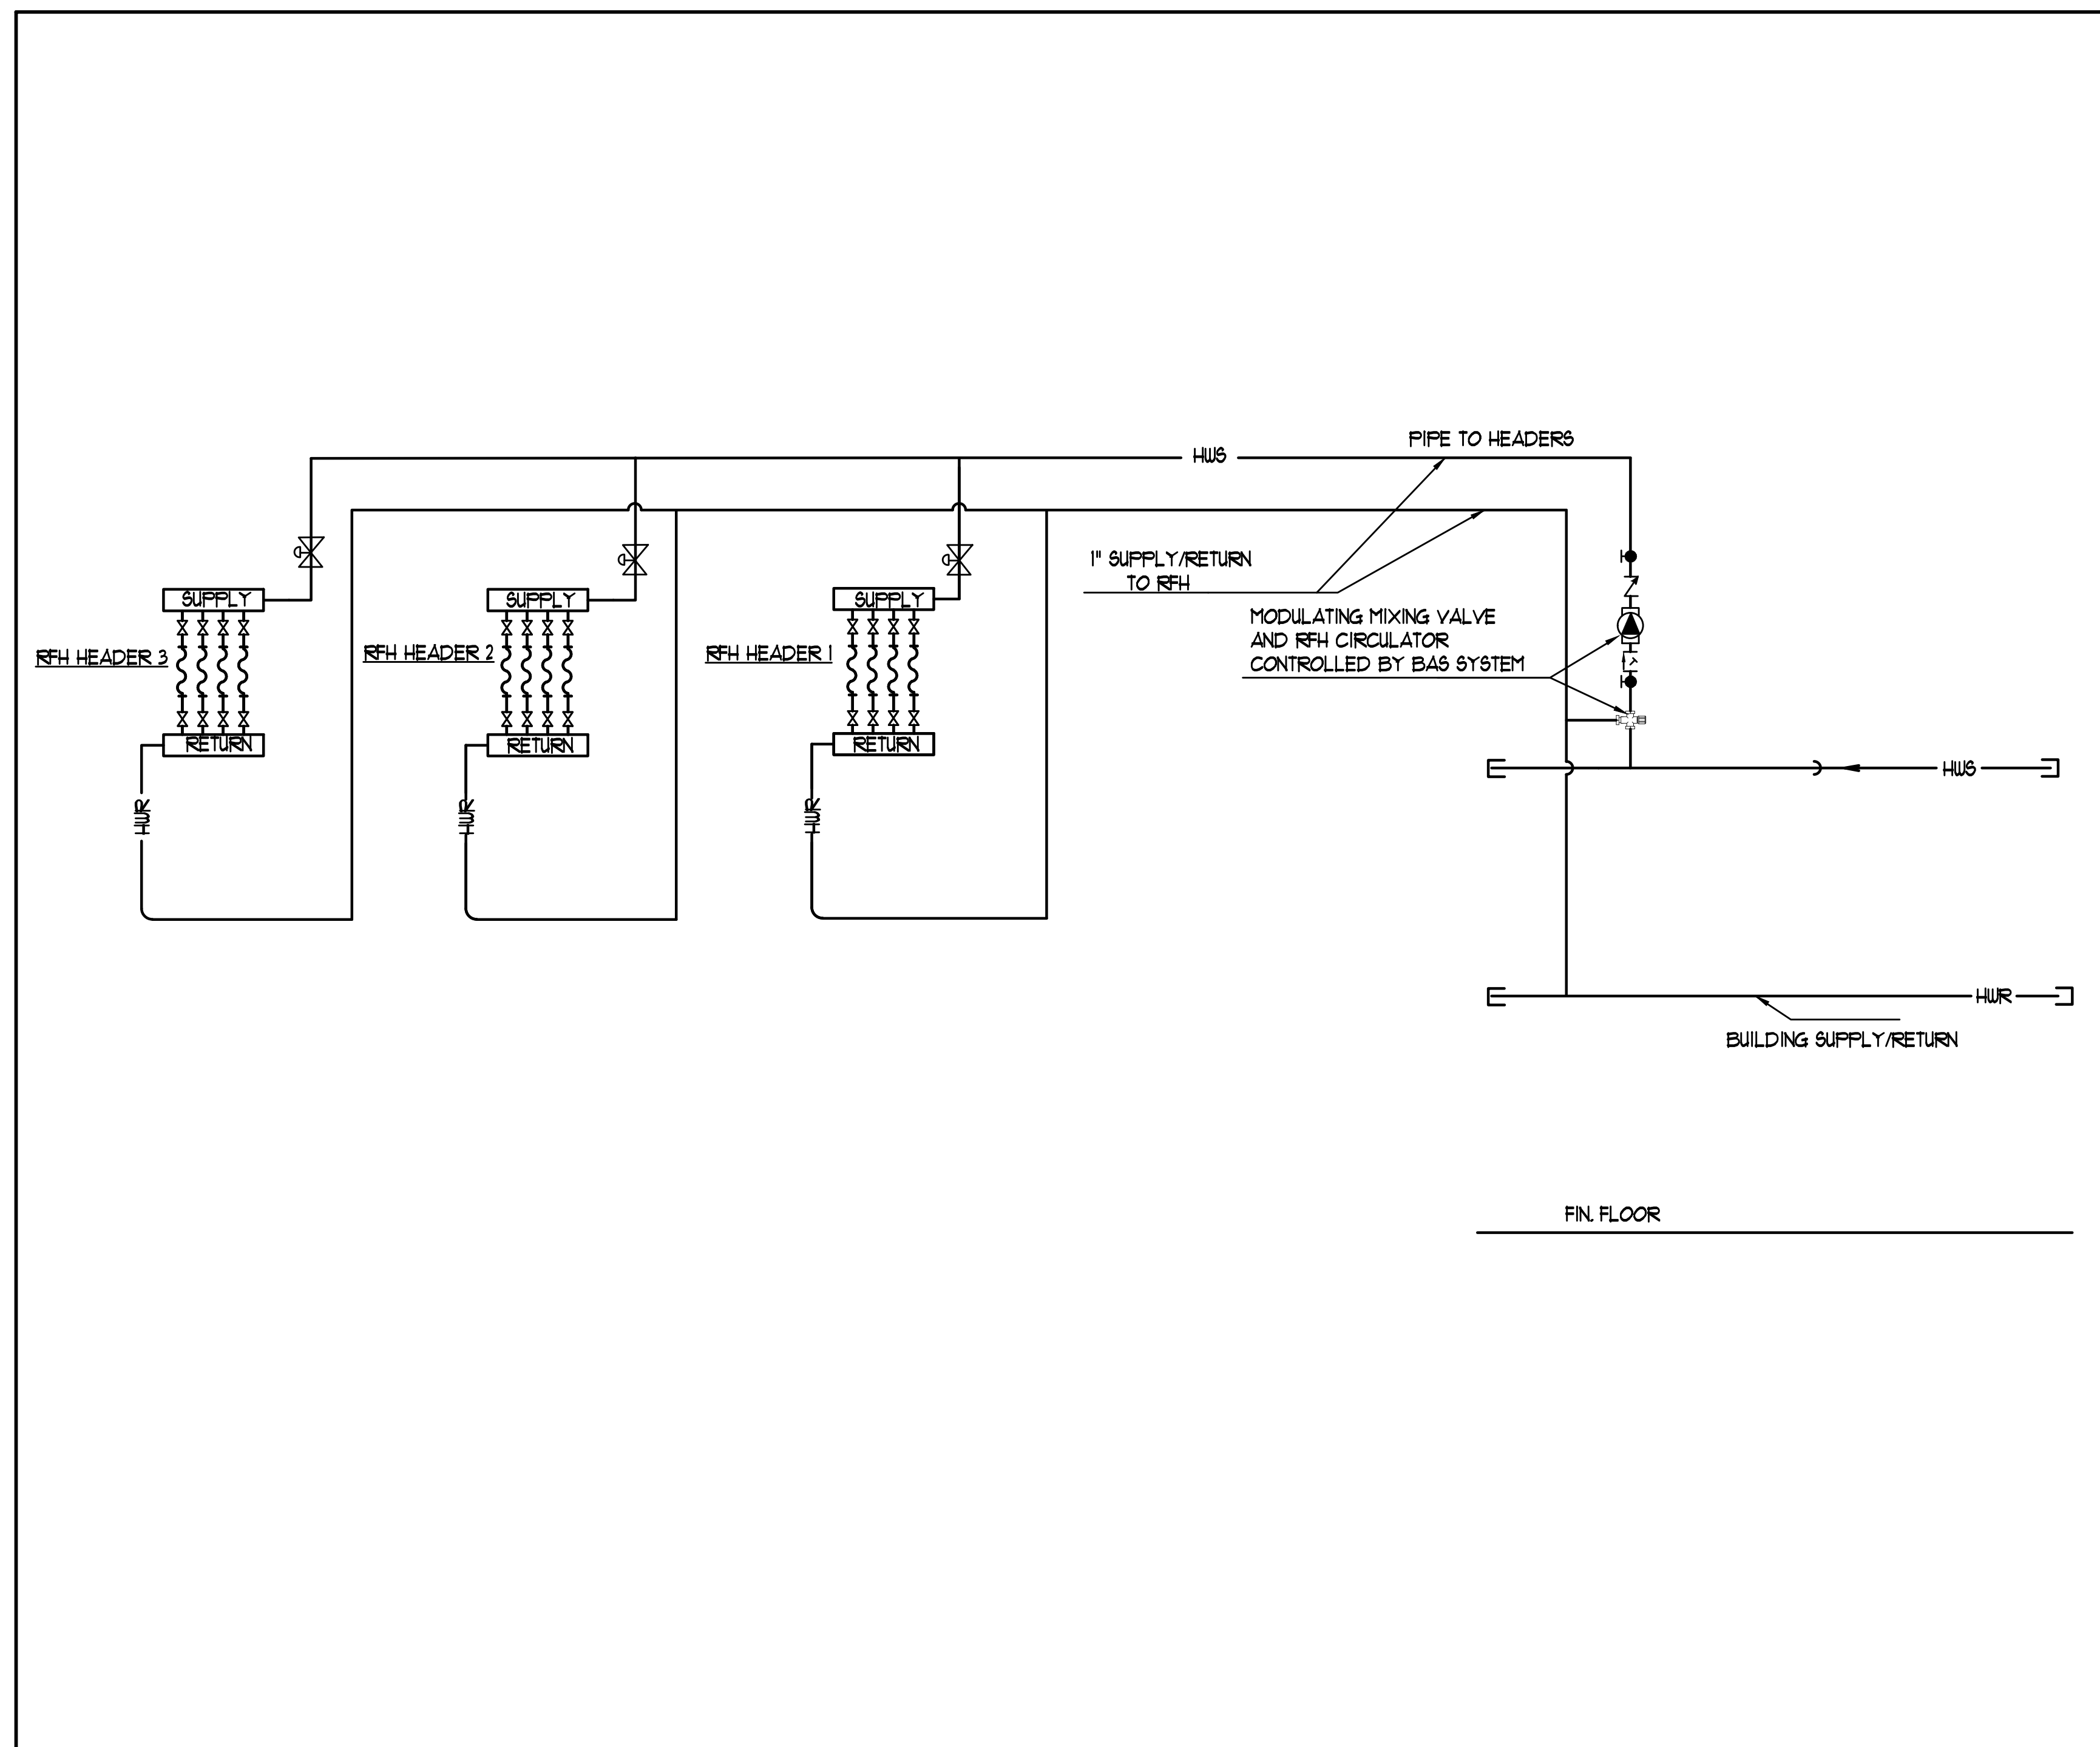 PIPE TO HEADERS
HWS
1" SUPPLY/RETURN
TO RFH
MODULATING MIXING VALVE
AND RFH CIRCULATOR
CONTROLLED BY BAS SYSTEM
SUPPLY
SUPPLY
SUPPLY
RFH HEADER 3
RFH HEADER 2
RFH HEADER 1
RETURN
RETURN
RETURN
HWR
HWR
HWR
HWS
HWR
BUILDING SUPPLY/RETURN
FIN. FLOOR